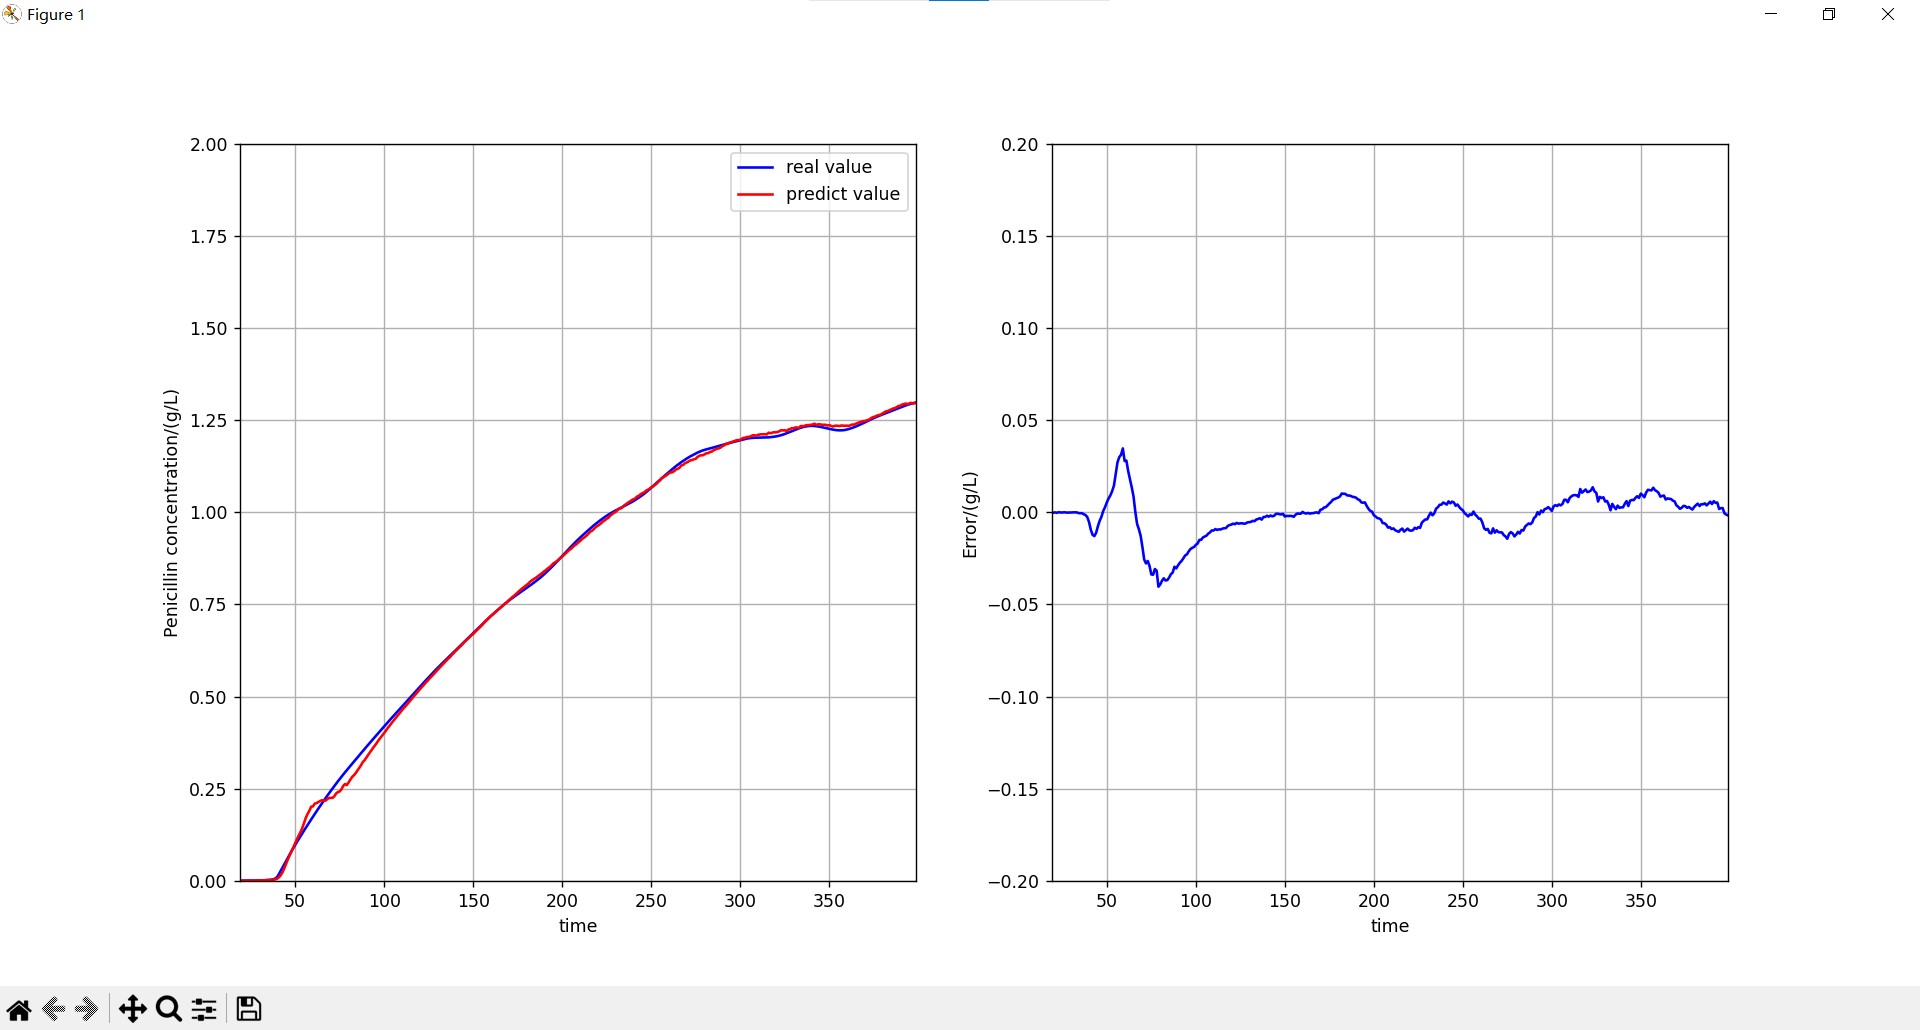 Figure 1
2.00
1.75
1.50
1.25
1.00
0.75
0.50
0.25
0.00
Penicillin concentration/(g/L)
real value
predict value
50 100 150 200 250 300 350
time
0.20
0.15
0.10
0.05
0.00
−0.05
−0.10
−0.15
−0.20
Error/(g/L)
50 100 150 200 250 300 350
time